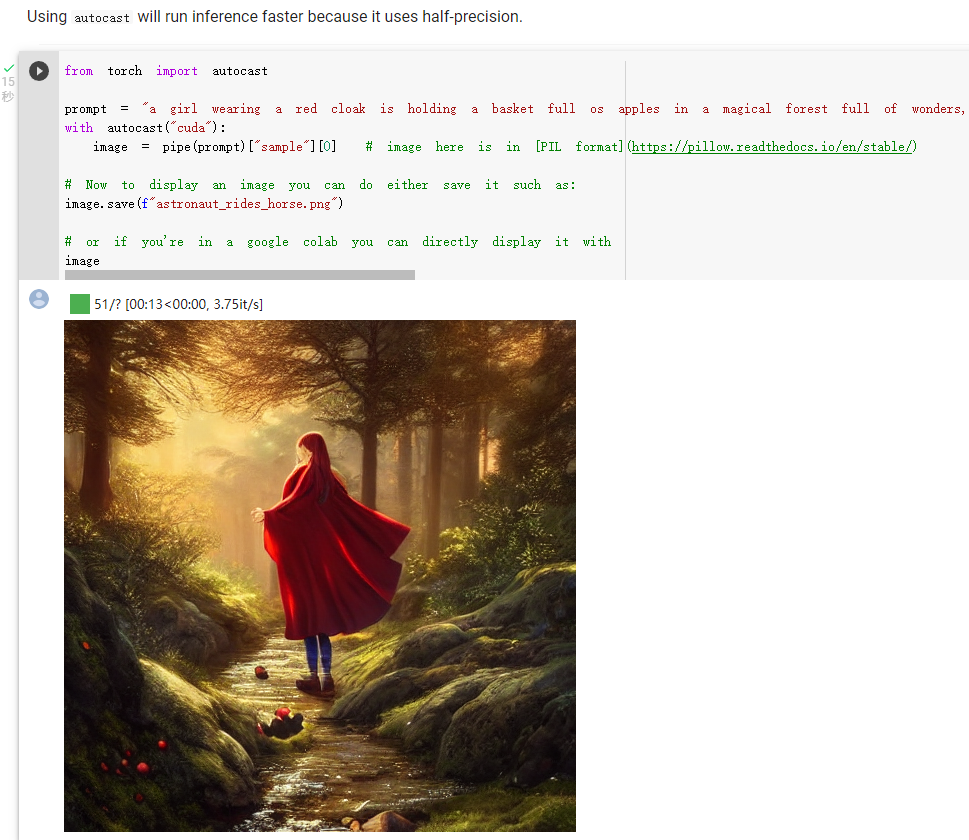 Using autocast will run inference faster because it uses half-precision.
15
秒
from torch import autocast
prompt = "a girl wearing a red cloak is holding a basket full os apples in a magical forest full of wonders,
with autocast("cuda"):
image = pipe(prompt)["sample"][0] # image here is in [PIL format](https://pillow.readthedocs.io/en/stable/)
# Now to display an image you can do either save it such as:
image.save(f"astronaut_rides_horse.png")
# or if you're in a google colab you can directly display it with
image
51/? [00:13<00:00, 3.75it/s]